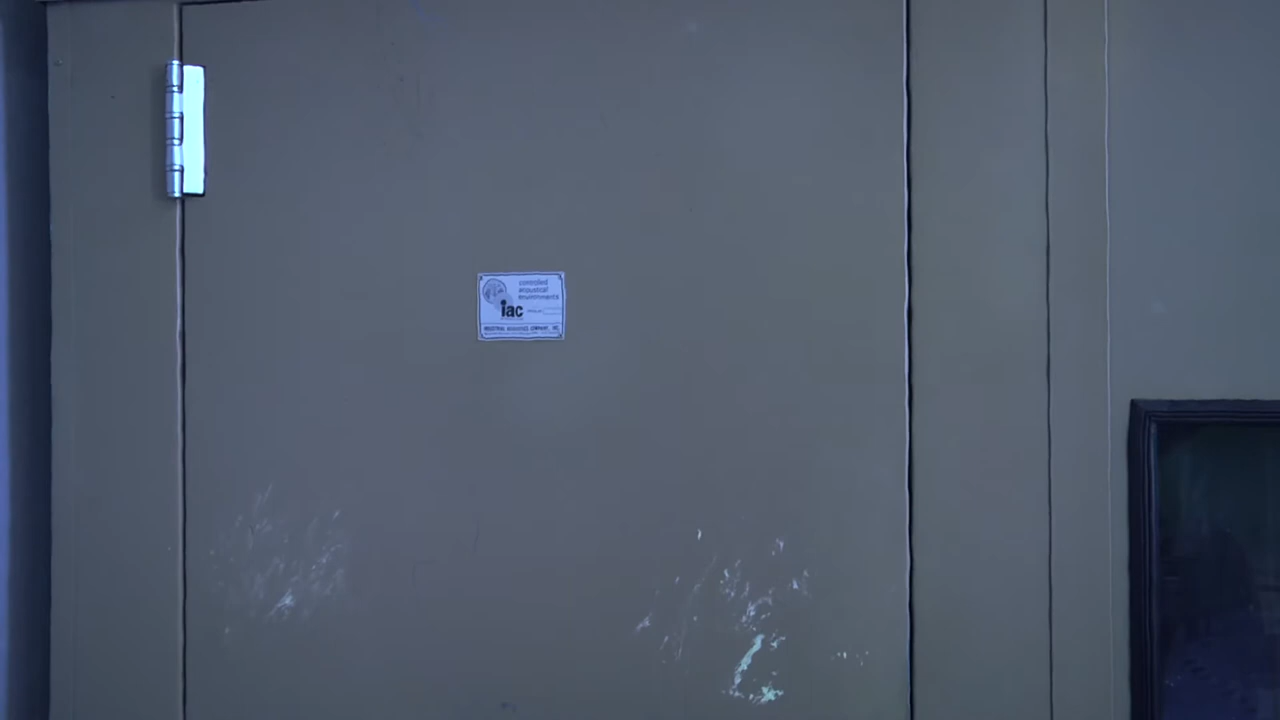 controlled
acoustical
environments
iac
INDUSTRIAL ACOUSTICS COMPANY, INC.